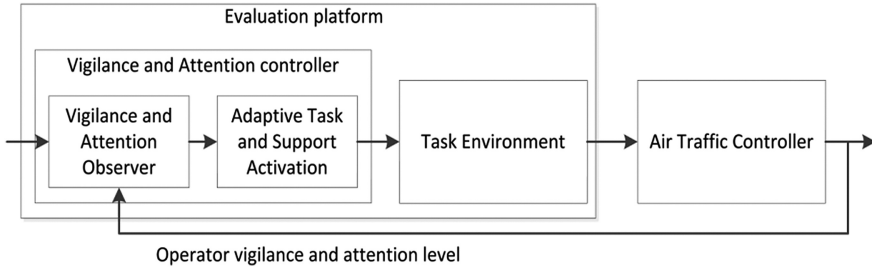 Evaluation platform
Vigilance and Attention controller
Vigilance and
Attention
Observer
Adaptive Task
and Support
Activation
Task Environment
Air Traffic Controller
Operator vigilance and attention level